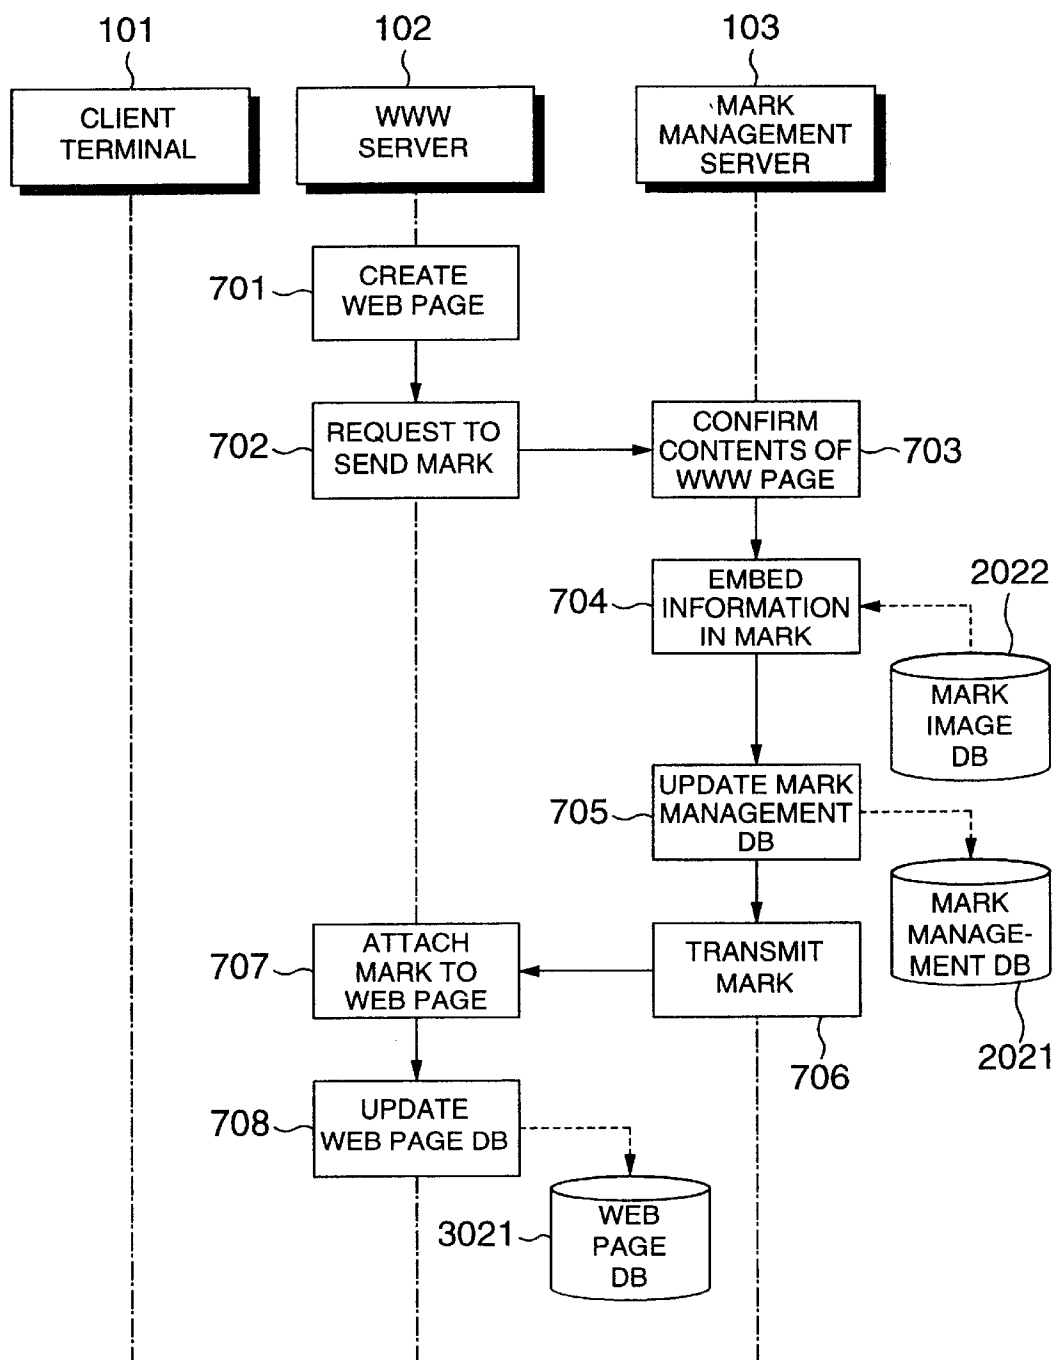 101
102
103
CLIENT
TERMINAL
WWW
SERVER
MARK
MANAGEMENT
SERVER
701
CREATE
WEB PAGE
702
REQUEST TO
SEND MARK
CONFIRM
CONTENTS OF
WWW PAGE
703
704
EMBED
INFORMATION
IN MARK
2022
MARK
IMAGE
DB
705
UPDATE MARK
MANAGEMENT
DB
MARK
MANAGE-
MENT DB
2021
707
ATTACH
MARK TO
WEB PAGE
TRANSMIT
MARK
706
708
UPDATE
WEB PAGE DB
3021
WEB
PAGE
DB